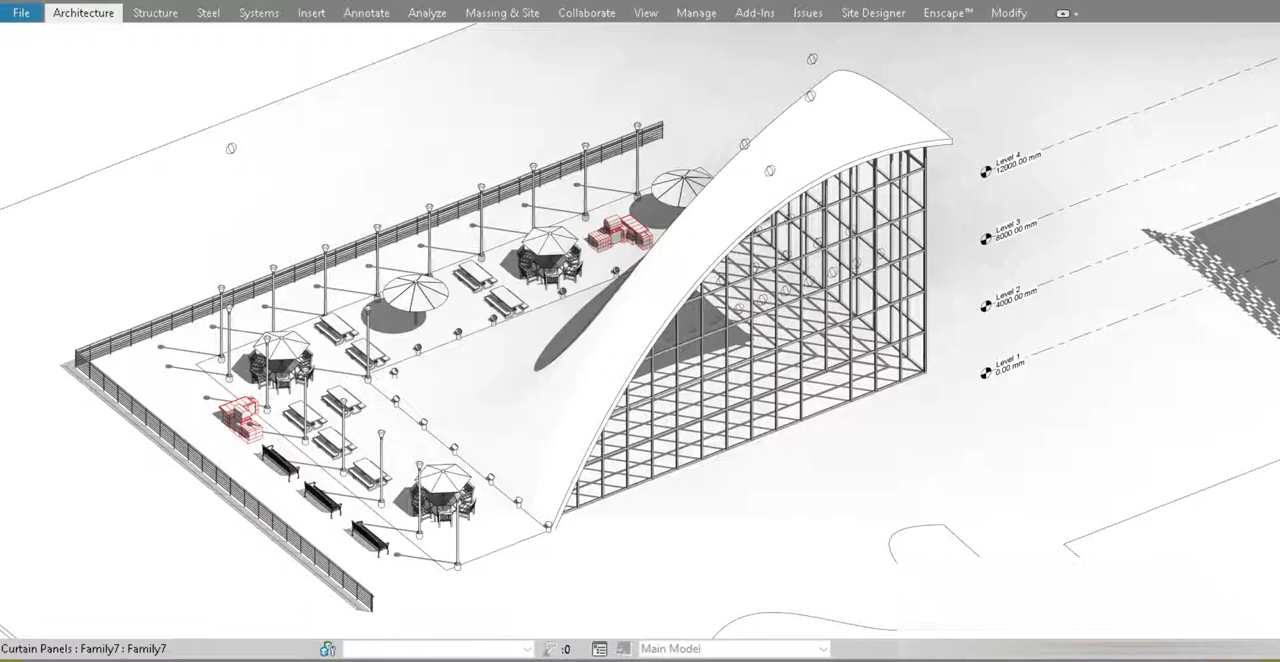 File Architecture Structure Steel Systems Insert Annotate Analyze Massing & Site Collaborate View Manage Add-Ins Issues Site Designer Enscape™ Modify
Level 4
12000.00 mm
Level 3
8000.00 mm
Level 2
4000.00 mm
Level 1
0.00 mm
Curtain Panels : Family7 : Family7 :0 Main Model